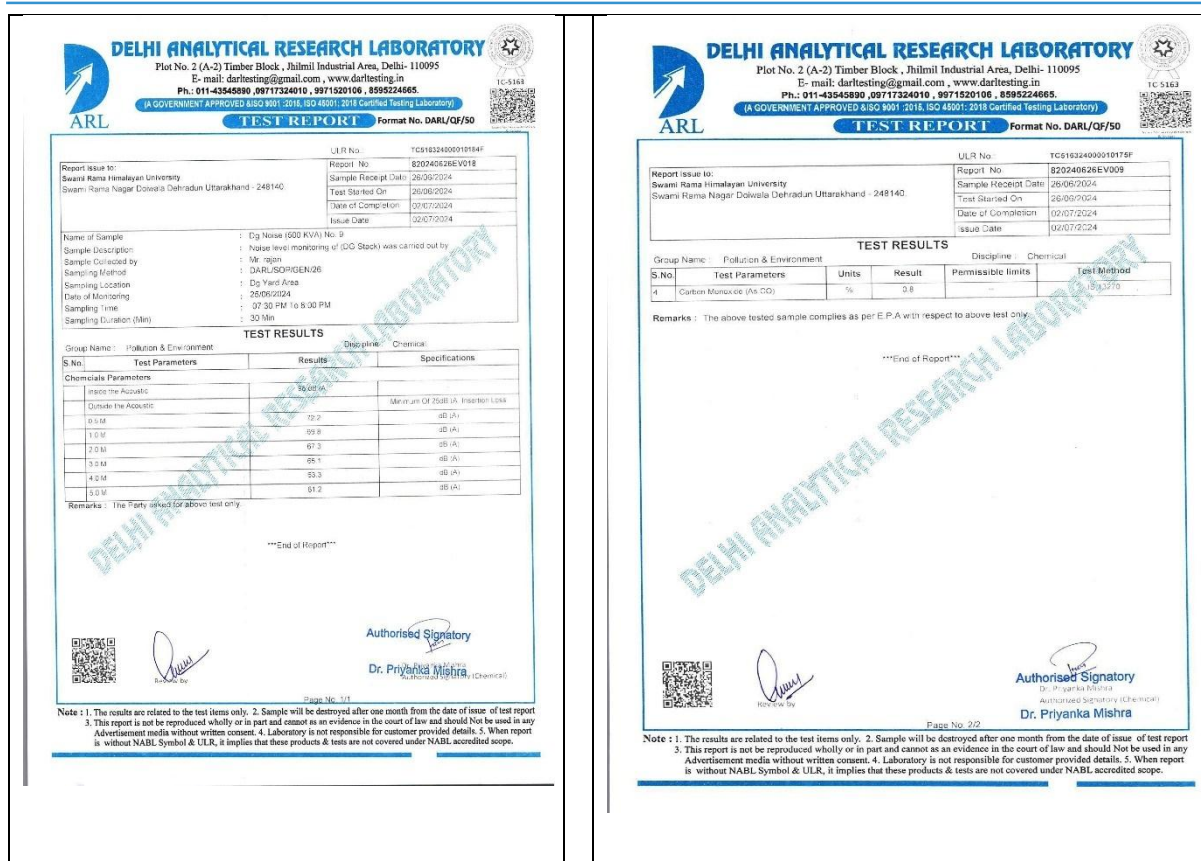 DELHI ANALYTICAL RESEARCH LABORATORY
Plot No. 2 (A-2) Timber Block , Jhilmil Industrial Area, Delhi- 110095
E- mail: darltesting@gmail.com , www.darltesting.in
Ph.: 011-43545890 ,09717324010 , 9971520106 , 8595224665.
(A GOVERNMENT APPROVED &ISO 9001 :2015, ISO 45001: 2018 Certified Testing Laboratory)
ARL
TC-5163
TEST REPORT Format No. DARL/QF/50
ULR No.: TC516324000010184F
Report issue to:
Swami Rama Himalayan University
Swami Rama Nagar Doiwala Dehradun Uttarakhand - 248140
Report No 820240626EV018
Sample Receipt Date 26/06/2024
Test Started On 26/06/2024
Date of Completion 02/07/2024
Issue Date 02/07/2024
Name of Sample : Dg Noise (500 KVA) No. 9
Sample Description : Noise level monitoring of (DG Stack) was carried out by
Sample Collected by : Mr. rajan
Sampling Method : DARL/SOP/GEN/26
Sampling Location : Dg Yard Area
Date of Monitoring : 25/06/2024
Sampling Time : 07:30 PM To 8:00 PM
Sampling Duration (Min) : 30 Min
TEST RESULTS
Group Name : Pollution & Environment Discipline : Chemical
S.No. Test Parameters Results Specifications
Chemcials Parameters
Inside the Acoustic
Outside the Acoustic Minimum Of 25dB (A) Insertion Loss
0.5 M 72.2 dB (A)
1.0 M 69.8 dB (A)
2.0 M 67.3 dB (A)
3.0 M 65.1 dB (A)
4.0 M 63.3 dB (A)
5.0 M 61.2 dB (A)
Remarks : The Party asked for above test only.
DELHI ANALYTICAL RESEARCH LABORATORY
***End of Report***
Review by
Authorised Signatory
Dr. Priyanka Mishra
Authorized Signatory (Chemical)
Page No. 1/1
Note : 1. The results are related to the test items only. 2. Sample will be destroyed after one month from the date of issue of test report
3. This report is not be reproduced wholly or in part and cannot as an evidence in the court of law and should Not be used in any
Advertisement media without written consent. 4. Laboratory is not responsible for customer provided details. 5. When report
is without NABL Symbol & ULR, it implies that these products & tests are not covered under NABL accredited scope.
DELHI ANALYTICAL RESEARCH LABORATORY
Plot No. 2 (A-2) Timber Block , Jhilmil Industrial Area, Delhi- 110095
E- mail: darltesting@gmail.com , www.darltesting.in
Ph.: 011-43545890 ,09717324010 , 9971520106 , 8595224665.
(A GOVERNMENT APPROVED &ISO 9001 :2015, ISO 45001: 2018 Certified Testing Laboratory)
ARL
TC-5163
TEST REPORT Format No. DARL/QF/50
ULR No.: TC516324000010175F
Report issue to:
Swami Rama Himalayan University
Swami Rama Nagar Doiwala Dehradun Uttarakhand - 248140.
Report No. 820240626EV009
Sample Receipt Date 26/06/2024
Test Started On 26/06/2024
Date of Completion 02/07/2024
Issue Date 02/07/2024
TEST RESULTS
Group Name : Pollution & Environment Discipline : Chemical
S.No. Test Parameters Units Result Permissible limits Test Method
4 Carbon Monoxide (As CO) % 0.8 -- IS 13270
Remarks : The above tested sample complies as per E.P.A with respect to above test only.
***End of Report***
DELHI ANALYTICAL RESEARCH LABORATORY
Review by
Authorised Signatory
Dr. Priyanka Mishra
Authorized Signatory (Chemical)
Dr. Priyanka Mishra
Page No. 2/2
Note : 1. The results are related to the test items only. 2. Sample will be destroyed after one month from the date of issue of test report
3. This report is not be reproduced wholly or in part and cannot as an evidence in the court of law and should Not be used in any
Advertisement media without written consent. 4. Laboratory is not responsible for customer provided details. 5. When report
is without NABL Symbol & ULR, it implies that these products & tests are not covered under NABL accredited scope.